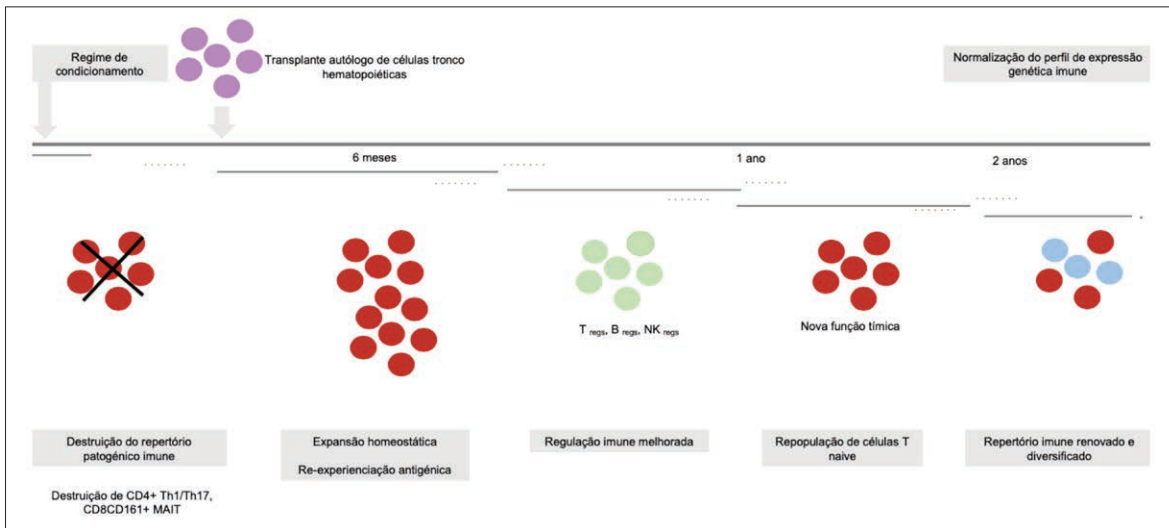 Regime de
condicionamento
Transplante autólogo de células tronco
hematopoiéticas
Normalização do perfil de expressão
genética imune
6 meses
1 ano
2 anos
T regs, B regs, NK regs
Nova função tímica
Destruição do repertório
patogénico imune
Expansão homeostática
Re-experienciação antigénica
Regulação imune melhorada
Repopulação de células T
naive
Repertório imune renovado e
diversificado
Destruição de CD4+ Th1/Th17,
CD8CD161+ MAIT